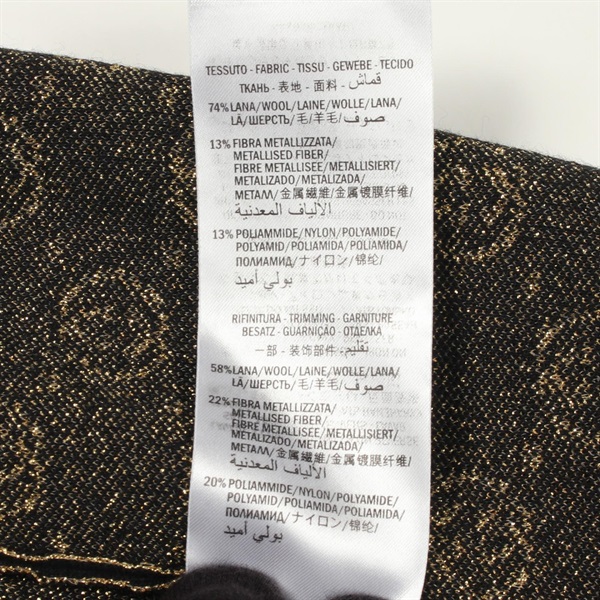 TESSUTO - FABRIC - TISSU - GEWEBE - TECIDO
ТКАНЬ - 表地 - 面料 - قماش
74% LANA/WOOL/LAINE/WOLLE/LANA/
LÃ/ШЕРСТЬ/毛/羊毛/صوف
13% FIBRA METALLIZZATA/
METALLISED FIBER/
FIBRE METALLISEE/METALLISIERT/
METALIZADO/METALIZADA/
МЕТАЛЛ/金属繊維/金属镀膜纤维/
الألياف المعدنية
13% POLIAMMIDE/NYLON/POLYAMIDE/
POLYAMID/POLIAMIDA/POLIAMIDA/
ПОЛИАМИД/ナイロン/锦纶/
بولي أميد
RIFINITURA - TRIMMING - GARNITURE
BESATZ - GUARNIÇÃO - ОТДЕЛКА
一部 - 装饰部件 - تقليم
58% LANA/WOOL/LAINE/WOLLE/LANA/
LÃ/ШЕРСТЬ/毛/羊毛/صوف
22% FIBRA METALLIZZATA/
METALLISED FIBER/
FIBRE METALLISEE/METALLISIERT/
METALIZADO/METALIZADA/
МЕТАЛЛ/金属繊維/金属镀膜纤维/
الألياف المعدنية
20% POLIAMMIDE/NYLON/POLYAMIDE/
POLYAMID/POLIAMIDA/POLIAMIDA/
ПОЛИАМИД/ナイロン/锦纶/
بولي أميد